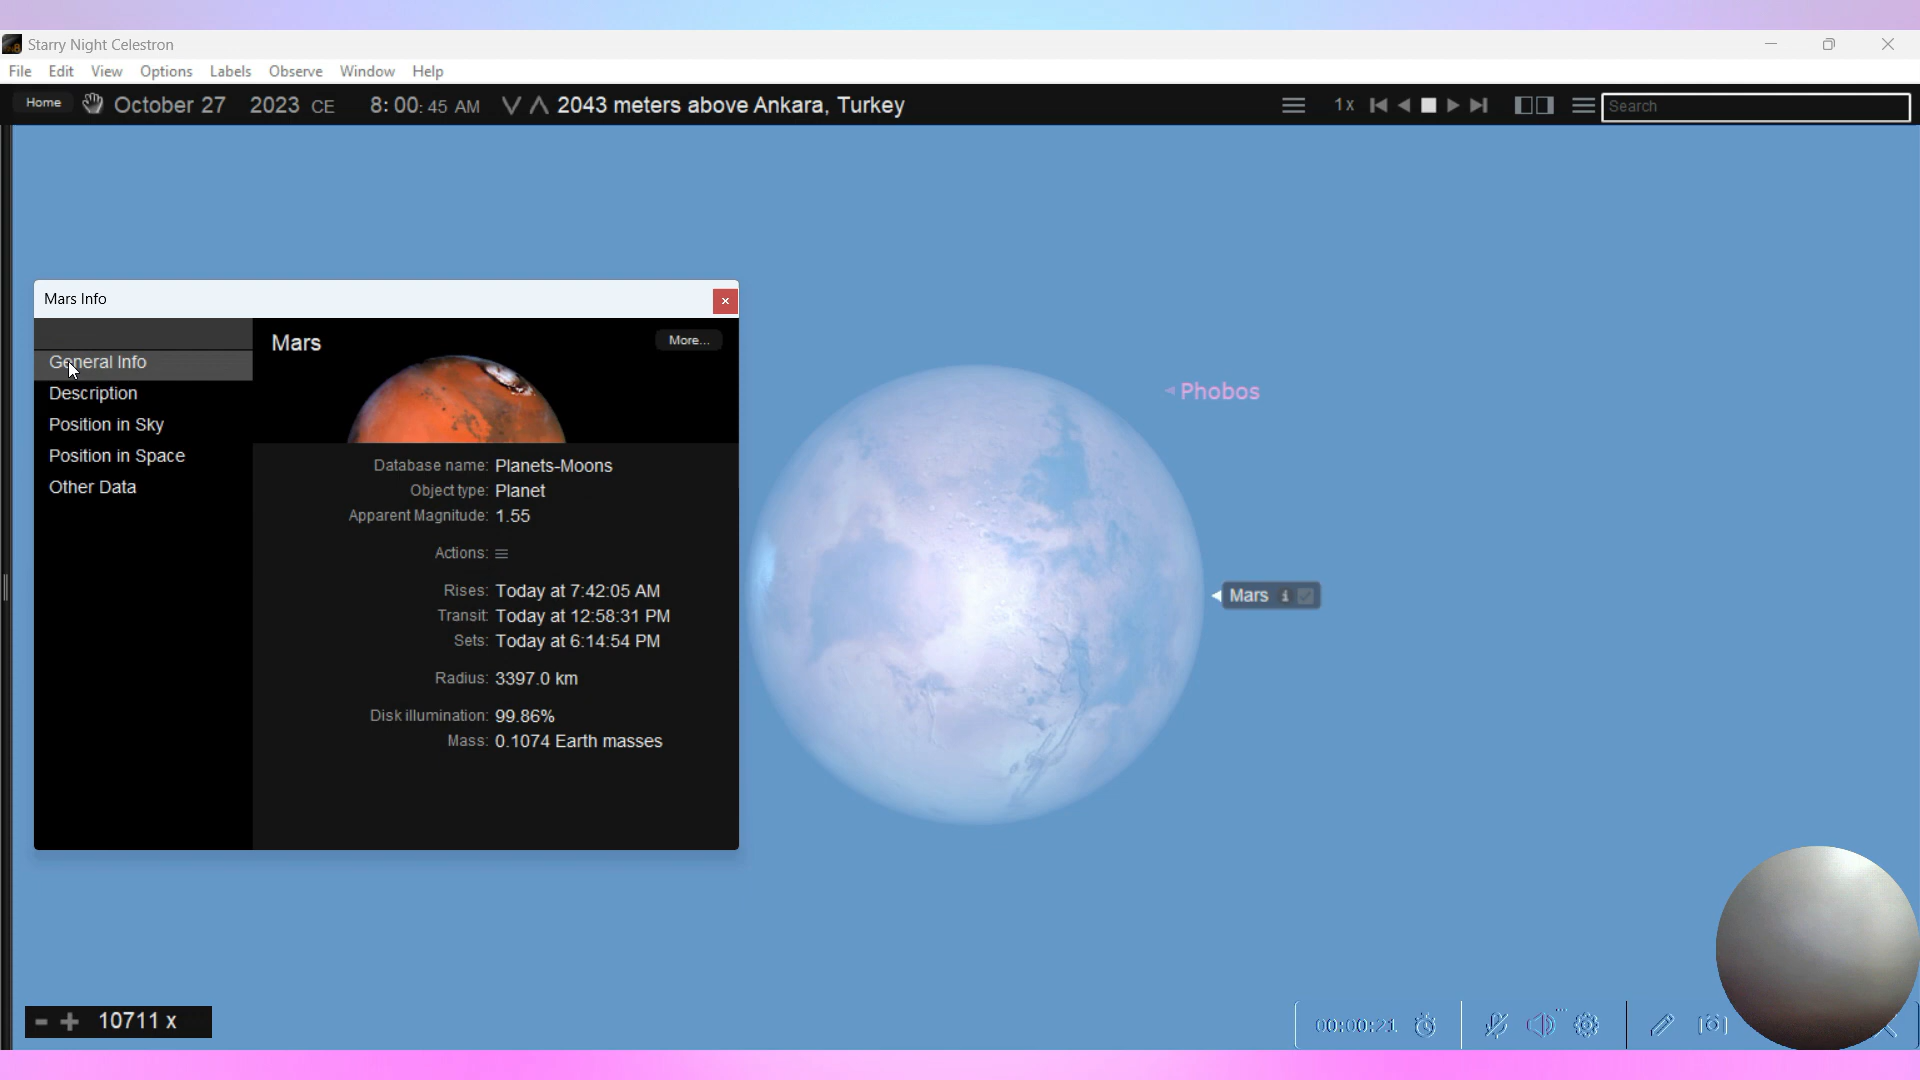 Starry Night Celestron
File Edit View Options Labels Observe Window Help
Home October 27 2023 CE 8:00:45 AM 2043 meters above Ankara, Turkey 1x Search
Mars Info
General Info
Description
Position in Sky
Position in Space
Other Data
Mars
More...
Database name: Planets-Moons
Object type: Planet
Apparent Magnitude: 1.55
Actions:
Rises: Today at 7:42:05 AM
Transit: Today at 12:58:31 PM
Sets: Today at 6:14:54 PM
Radius: 3397.0 km
Disk illumination: 99.86%
Mass: 0.1074 Earth masses
Phobos
Mars i
- + 10711 x
00:00:21